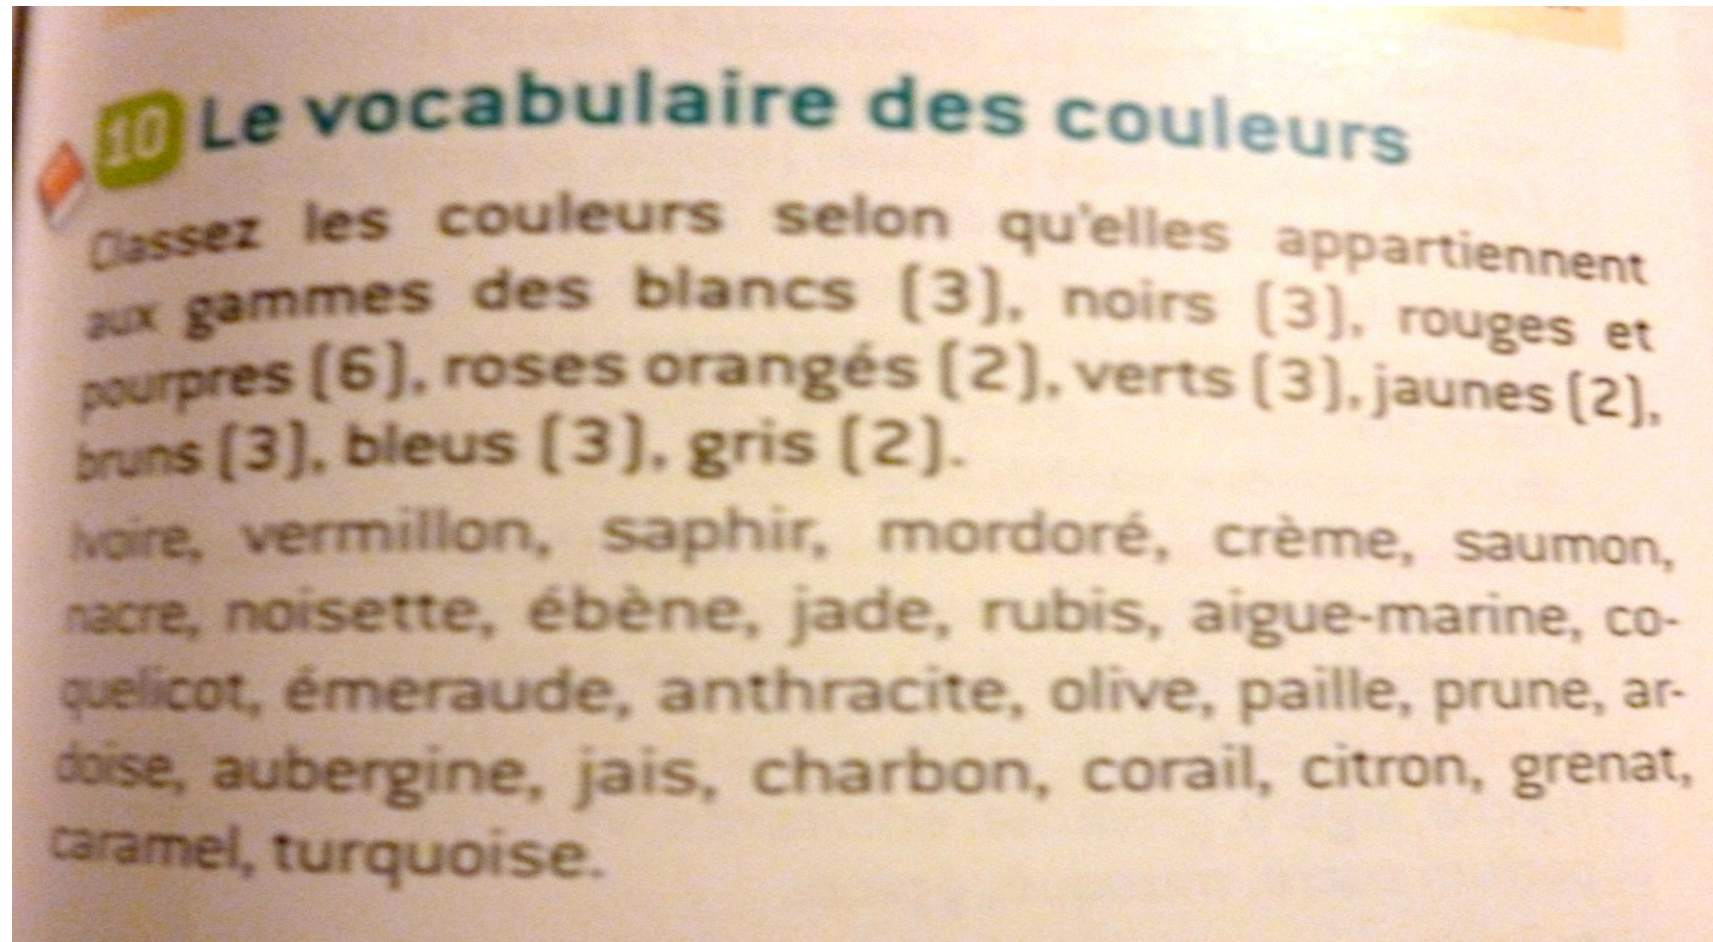 10 Le vocabulaire des couleurs
Classez les couleurs selon qu'elles appartiennent
aux gammes des blancs (3), noirs (3), rouges et
pourpres (6), roses orangés (2), verts (3), jaunes (2),
bruns (3), bleus (3), gris (2).
Ivoire, vermillon, saphir, mordoré, crème, saumon,
nacre, noisette, ébène, jade, rubis, aigue-marine, co-
quelicot, émeraude, anthracite, olive, paille, prune, ar-
doise, aubergine, jais, charbon, corail, citron, grenat,
caramel, turquoise.